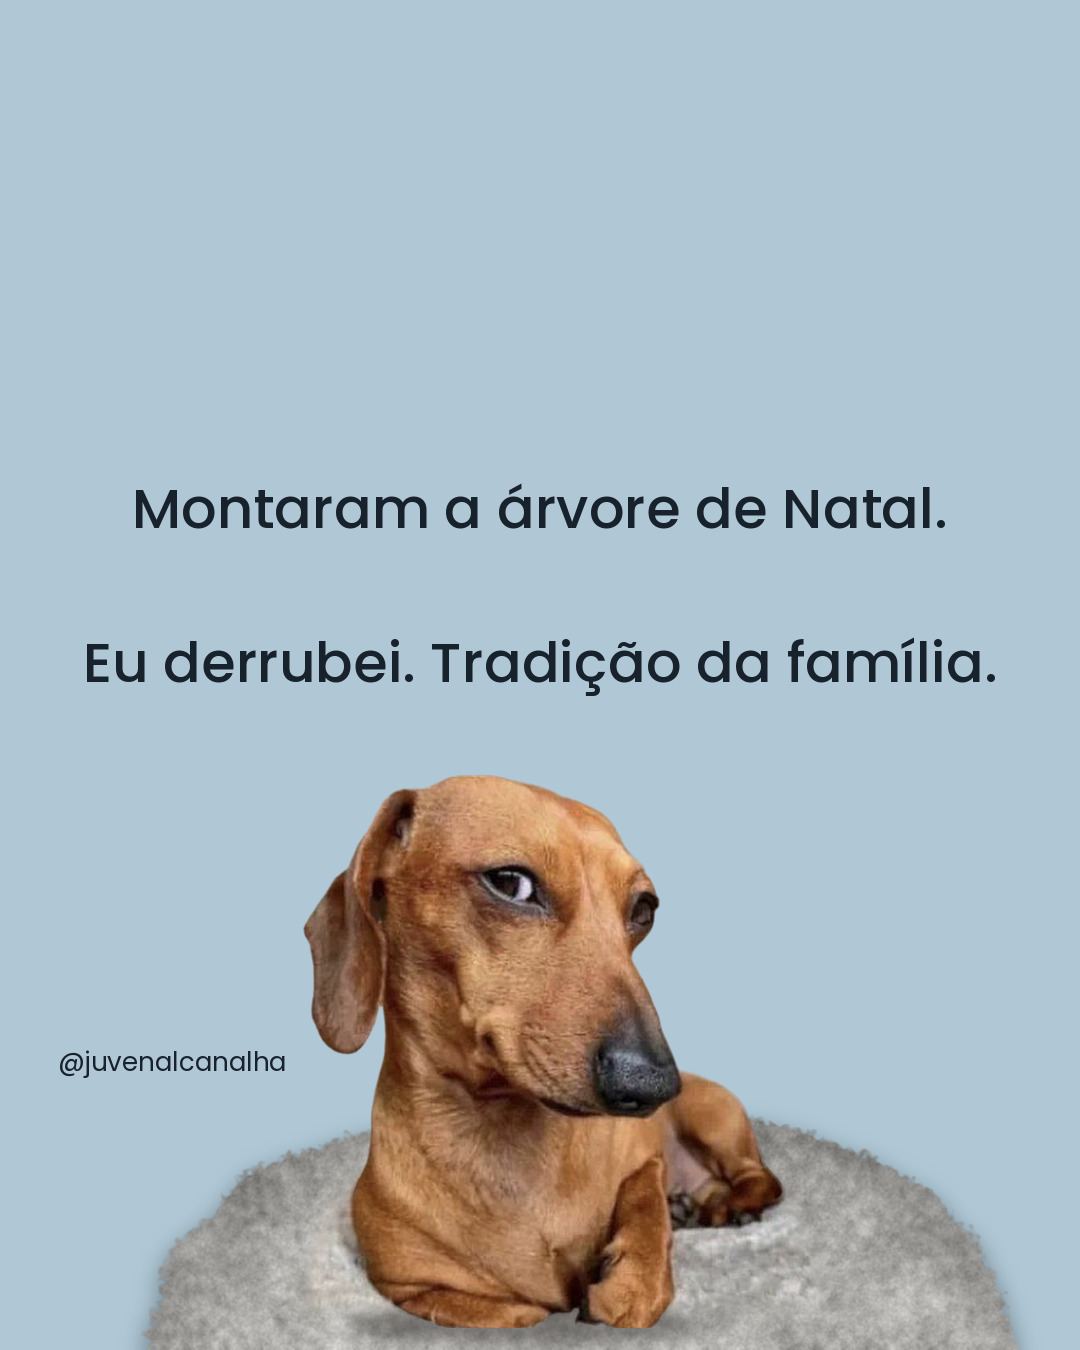 Montaram a árvore de Natal.
Eu derrubei. Tradição da família.
@juvenalcanalha